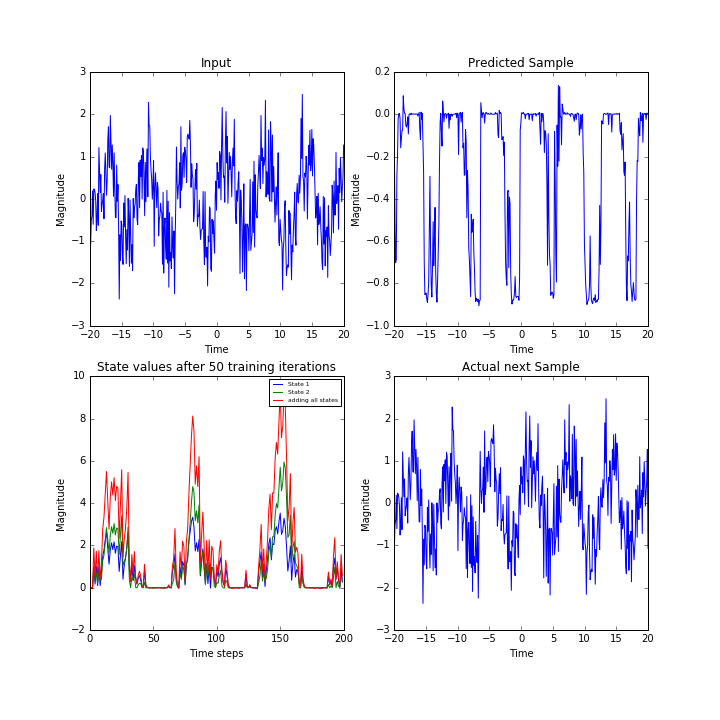 Input
3
2
1
0
−1
−2
−3
Magnitude
−20 −15 −10 −5 0 5 10 15 20
Time
Predicted Sample
0.2
0.0
−0.2
−0.4
−0.6
−0.8
−1.0
Magnitude
−20 −15 −10 −5 0 5 10 15 20
Time
State values after 50 training iterations
10
8
6
4
2
0
−2
Magnitude
State 1
State 2
adding all states
0 50 100 150 200
Time steps
Actual next Sample
3
2
1
0
−1
−2
−3
Magnitude
−20 −15 −10 −5 0 5 10 15 20
Time